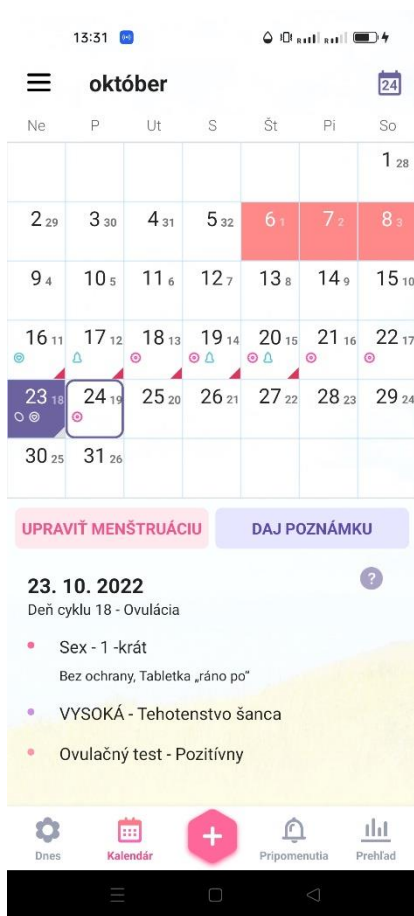 13:31
október
24
Ne P Ut S Št Pi So
1 28
2 29 3 30 4 31 5 32 6 1 7 2 8 3
9 4 10 5 11 6 12 7 13 8 14 9 15 10
16 11 17 12 18 13 19 14 20 15 21 16 22 17
23 18 24 19 25 20 26 21 27 22 28 23 29 24
30 25 31 26
UPRAVIŤ MENŠTRUÁCIU DAJ POZNÁMKU
23. 10. 2022 ?
Deň cyklu 18 - Ovulácia
Sex - 1 -krát
Bez ochrany, Tabletka „ráno po“
VYSOKÁ - Tehotenstvo šanca
Ovulačný test - Pozitívny
Dnes Kalendár + Pripomenutia Prehľad